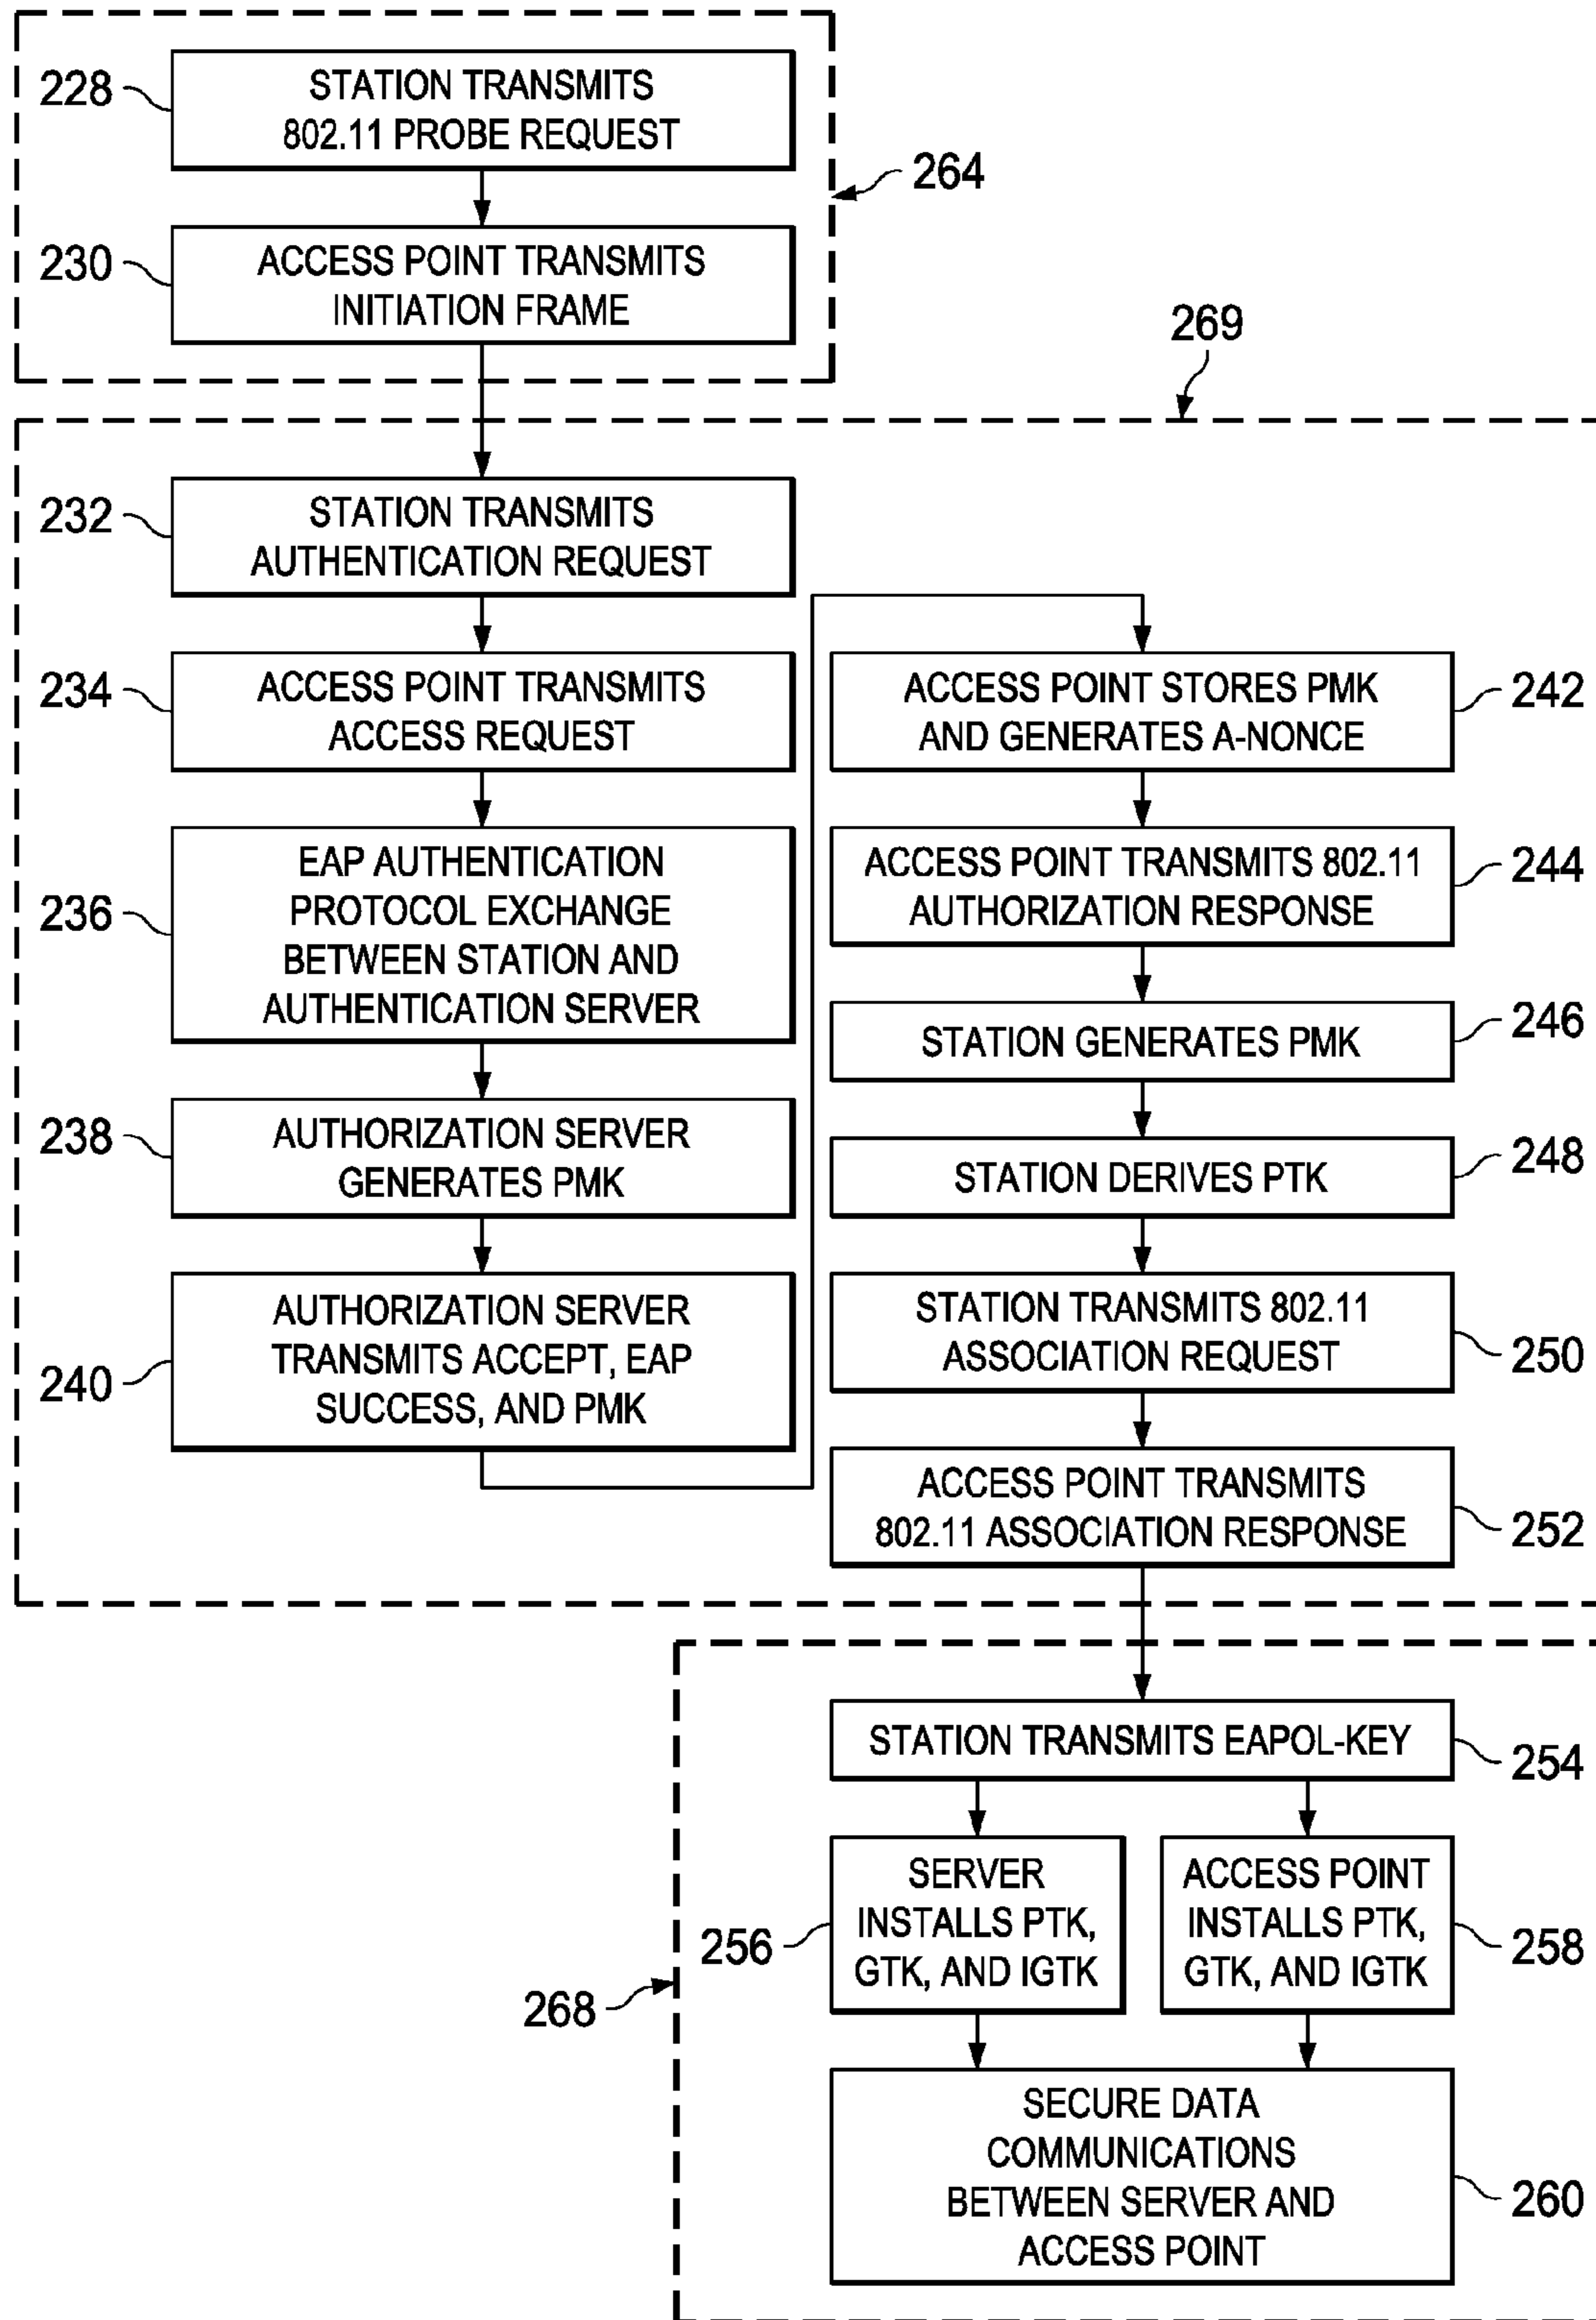 228
STATION TRANSMITS
802.11 PROBE REQUEST
264
230
ACCESS POINT TRANSMITS
INITIATION FRAME
269
232
STATION TRANSMITS
AUTHENTICATION REQUEST
234
ACCESS POINT TRANSMITS
ACCESS REQUEST
236
EAP AUTHENTICATION
PROTOCOL EXCHANGE
BETWEEN STATION AND
AUTHENTICATION SERVER
238
AUTHORIZATION SERVER
GENERATES PMK
240
AUTHORIZATION SERVER
TRANSMITS ACCEPT, EAP
SUCCESS, AND PMK
ACCESS POINT STORES PMK
AND GENERATES A-NONCE
242
ACCESS POINT TRANSMITS 802.11
AUTHORIZATION RESPONSE
244
STATION GENERATES PMK
246
STATION DERIVES PTK
248
STATION TRANSMITS 802.11
ASSOCIATION REQUEST
250
ACCESS POINT TRANSMITS
802.11 ASSOCIATION RESPONSE
252
STATION TRANSMITS EAPOL-KEY
254
256
SERVER
INSTALLS PTK,
GTK, AND IGTK
ACCESS POINT
INSTALLS PTK,
GTK, AND IGTK
258
268
SECURE DATA
COMMUNICATIONS
BETWEEN SERVER AND
ACCESS POINT
260